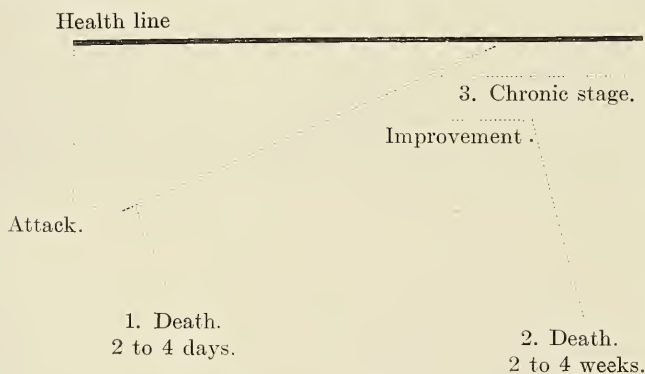 Health line
3. Chronic stage.
Improvement.
Attack.
1. Death.
2 to 4 days.
2. Death.
2 to 4 weeks.